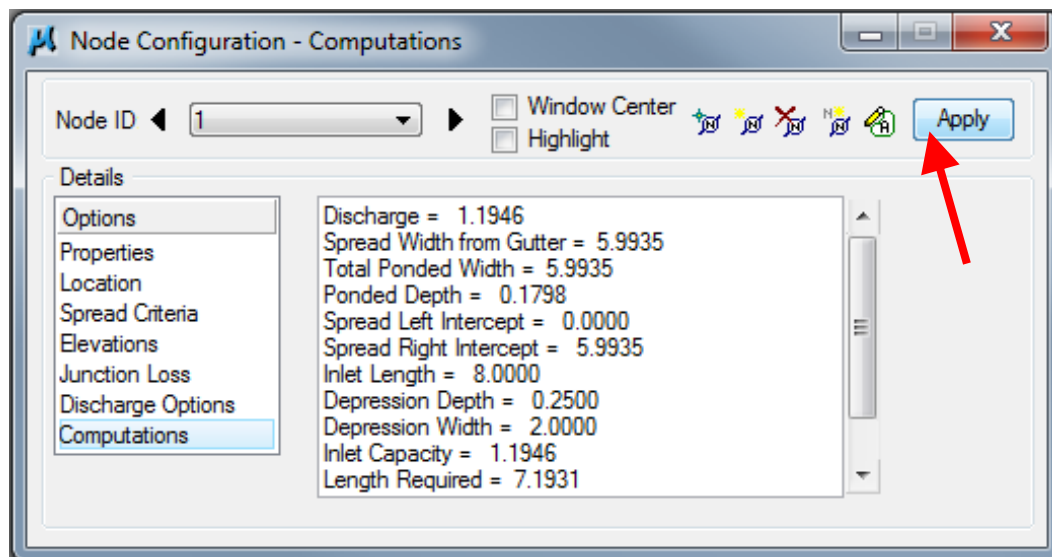 Node Configuration - Computations
Node ID
1
Window Center
Highlight
Apply
Details
Options
Properties
Location
Spread Criteria
Elevations
Junction Loss
Discharge Options
Computations
Discharge = 1.1946
Spread Width from Gutter = 5.9935
Total Ponded Width = 5.9935
Ponded Depth = 0.1798
Spread Left Intercept = 0.0000
Spread Right Intercept = 5.9935
Inlet Length = 8.0000
Depression Depth = 0.2500
Depression Width = 2.0000
Inlet Capacity = 1.1946
Length Required = 7.1931